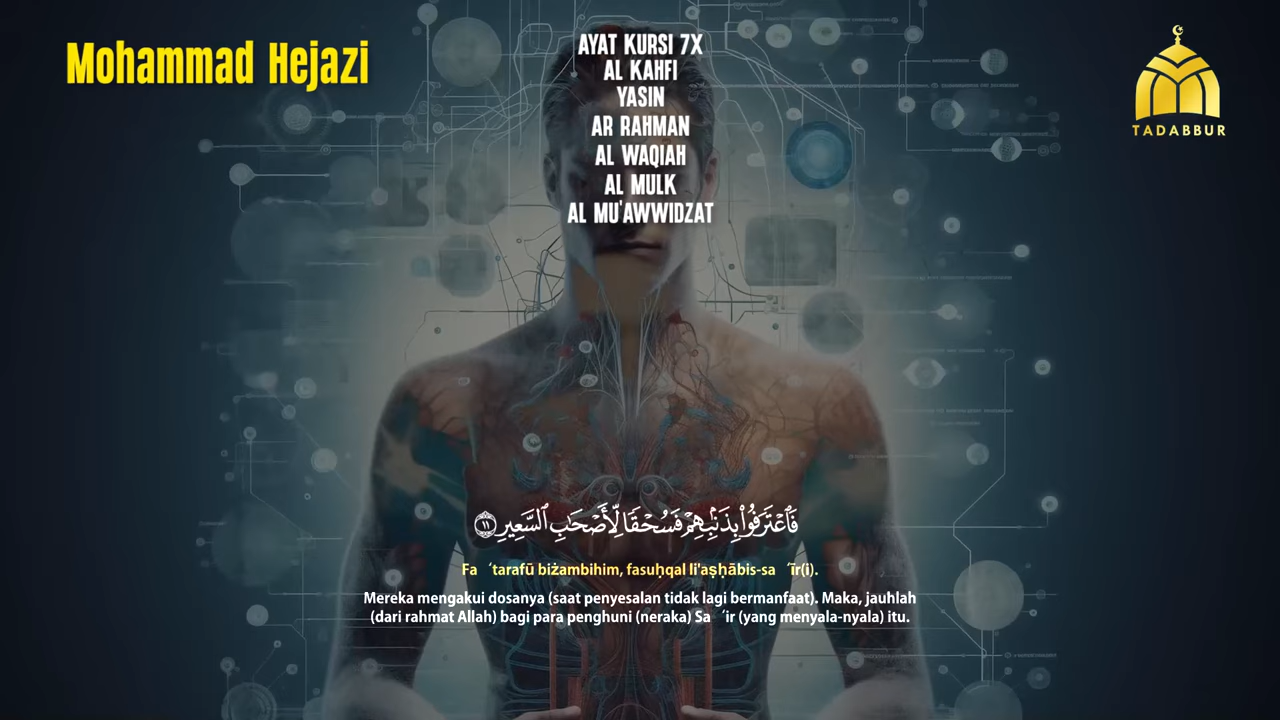 Mohammad Hejazi
AYAT KURSI 7X
AL KAHFI
YASIN
AR RAHMAN
AL WAQIAH
AL MULK
AL MU'AWWIDZAT
TADABBUR
فَٱعْتَرَفُوا۟ بِذَنۢبِهِمْ فَسُحْقًا لِّأَصْحَـٰبِ ٱلسَّعِيرِ ١١
Fa ‘tarafū biżambihim, fasuḥqal li'aṣḥābis-sa ‘īr(i).
Mereka mengakui dosanya (saat penyesalan tidak lagi bermanfaat). Maka, jauhlah
(dari rahmat Allah) bagi para penghuni (neraka) Sa ‘ir (yang menyala-nyala) itu.